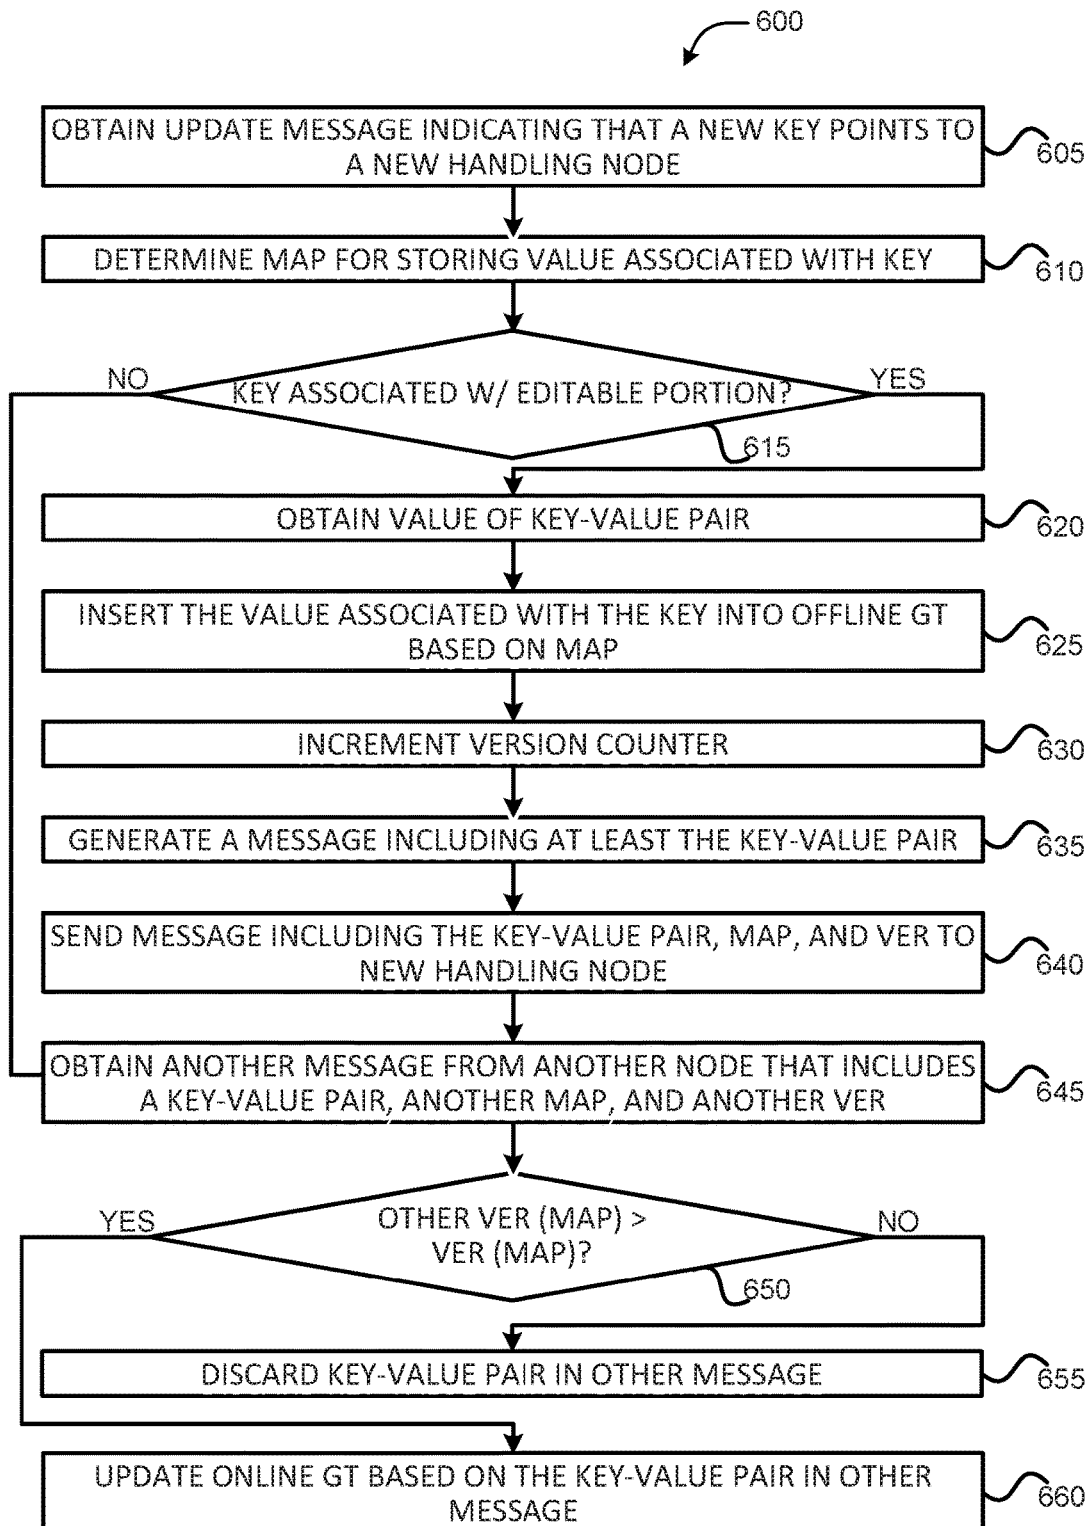 600
OBTAIN UPDATE MESSAGE INDICATING THAT A NEW KEY POINTS TO
A NEW HANDLING NODE
605
DETERMINE MAP FOR STORING VALUE ASSOCIATED WITH KEY
610
NO
KEY ASSOCIATED W/ EDITABLE PORTION?
YES
615
OBTAIN VALUE OF KEY-VALUE PAIR
620
INSERT THE VALUE ASSOCIATED WITH THE KEY INTO OFFLINE GT
BASED ON MAP
625
INCREMENT VERSION COUNTER
630
GENERATE A MESSAGE INCLUDING AT LEAST THE KEY-VALUE PAIR
635
SEND MESSAGE INCLUDING THE KEY-VALUE PAIR, MAP, AND VER TO
NEW HANDLING NODE
640
OBTAIN ANOTHER MESSAGE FROM ANOTHER NODE THAT INCLUDES
A KEY-VALUE PAIR, ANOTHER MAP, AND ANOTHER VER
645
YES
OTHER VER (MAP) >
VER (MAP)?
NO
650
DISCARD KEY-VALUE PAIR IN OTHER MESSAGE
655
UPDATE ONLINE GT BASED ON THE KEY-VALUE PAIR IN OTHER
MESSAGE
660